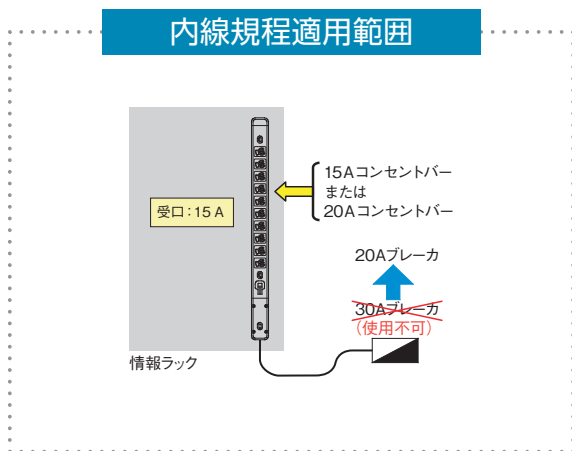 内線規程適用範囲
15Aコンセントバー
または
20Aコンセントバー
受口：15A
20Aブレーカ
30Aブレーカ
（使用不可）
情報ラック